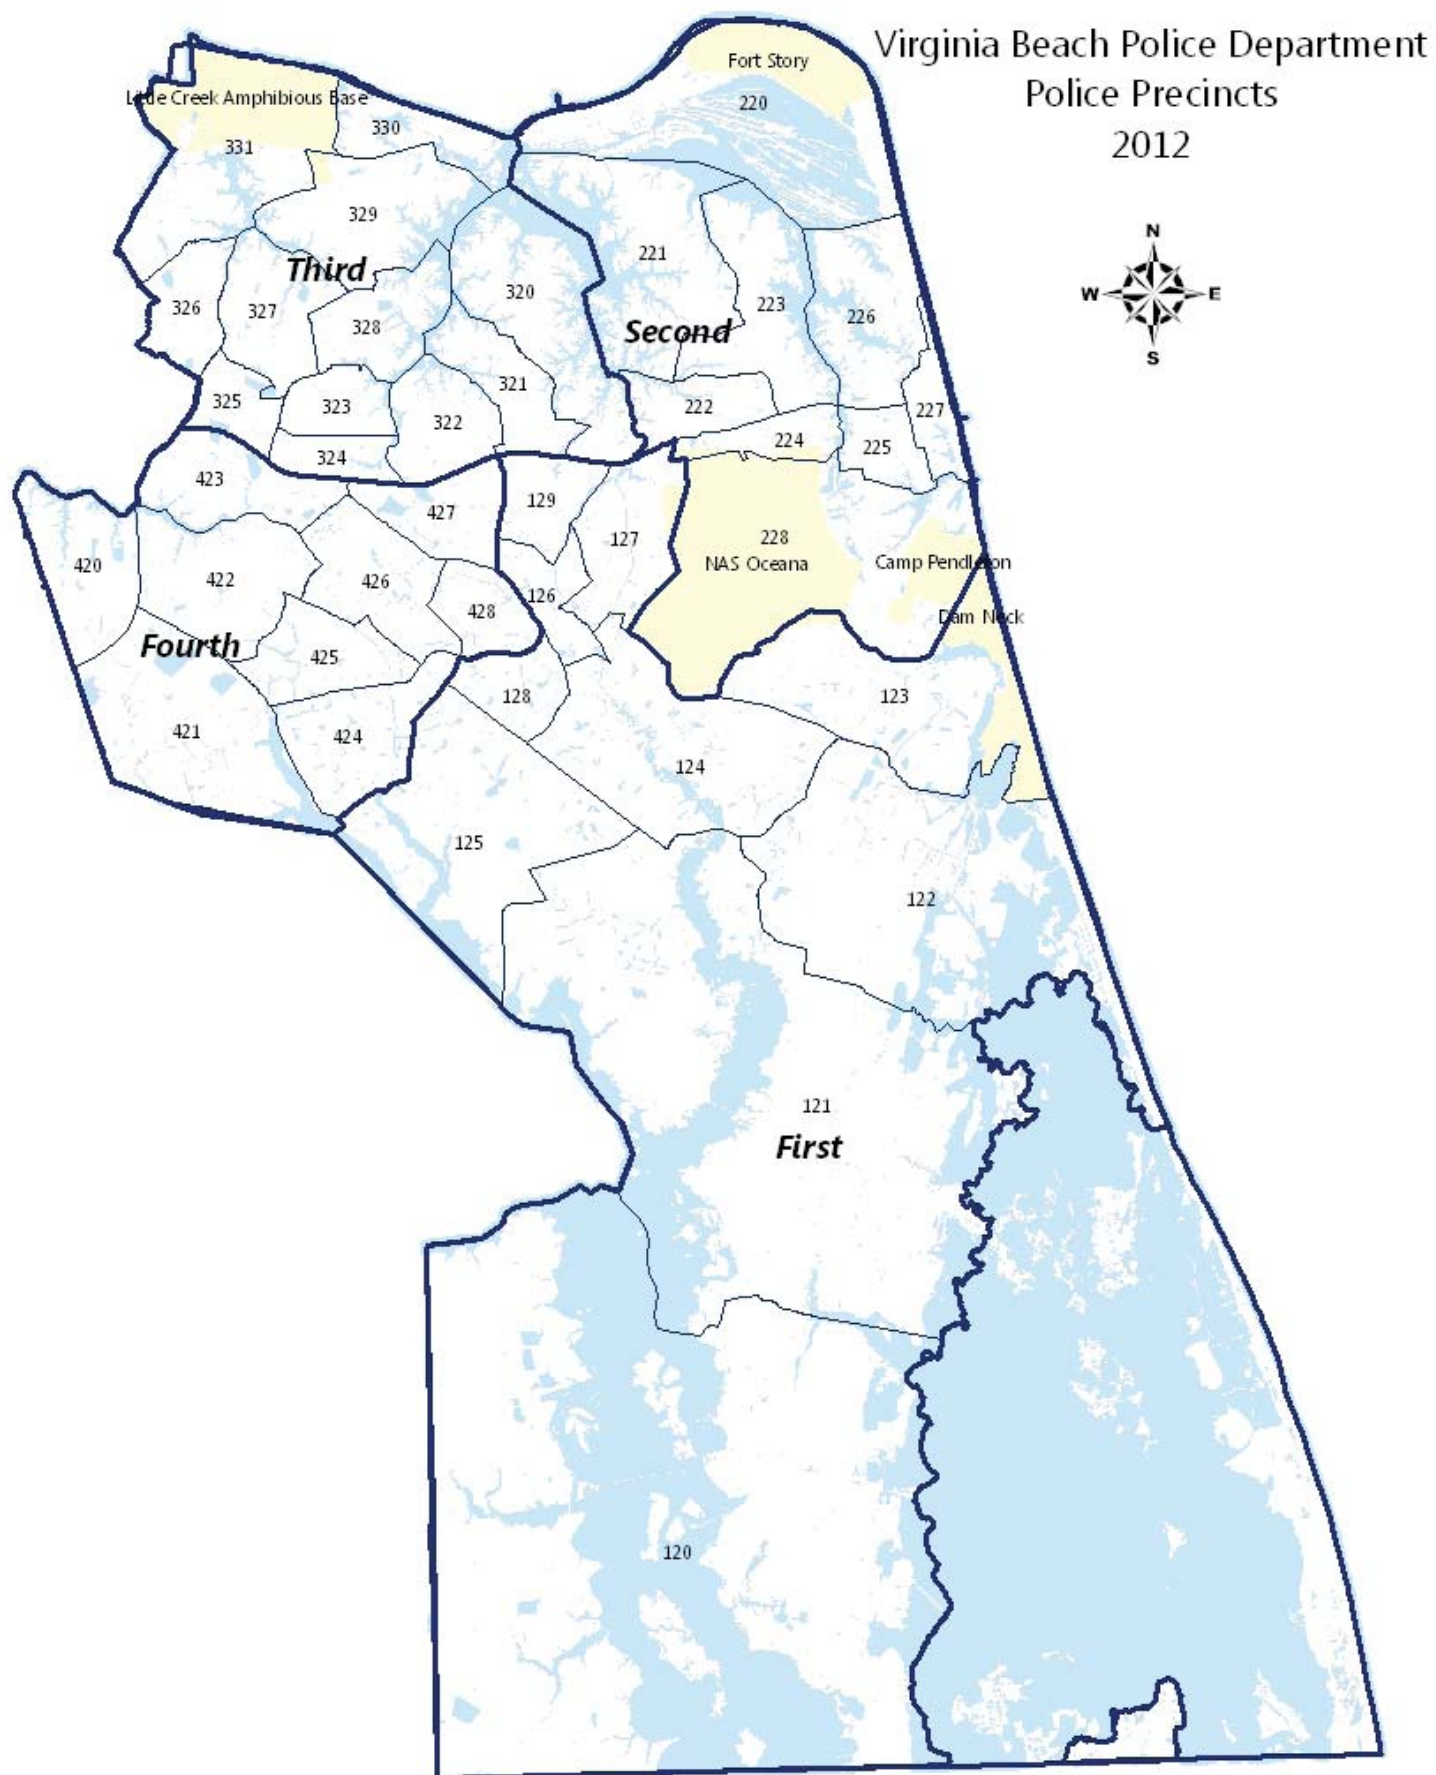 Virginia Beach Police Department
Police Precincts
2012
N
W
E
S
Fort Story
220
Little Creek Amphibious Base
330
331
329
221
Third
320
326
327
328
223
226
Second
321
325
323
322
222
227
324
224
225
423
427
129
127
228
NAS Oceana
Camp Pendleton
420
422
426
126
428
Dam Neck
Fourth
425
128
123
421
424
124
125
122
121
First
120